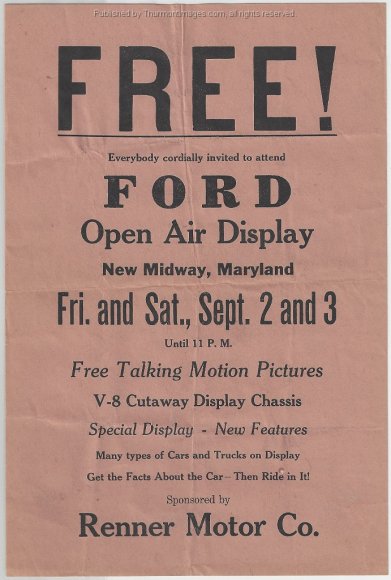 Reproduced by ThurmontImages.com, all rights reserved.
FREE!
Everybody cordially invited to attend
FORD
Open Air Display
New Midway, Maryland
Fri. and Sat., Sept. 2 and 3
Until 11 P. M.
Free Talking Motion Pictures
V-8 Cutaway Display Chassis
Special Display - New Features
Many types of Cars and Trucks on Display
Get the Facts About the Car—Then Ride in It!
Sponsored by
Renner Motor Co.